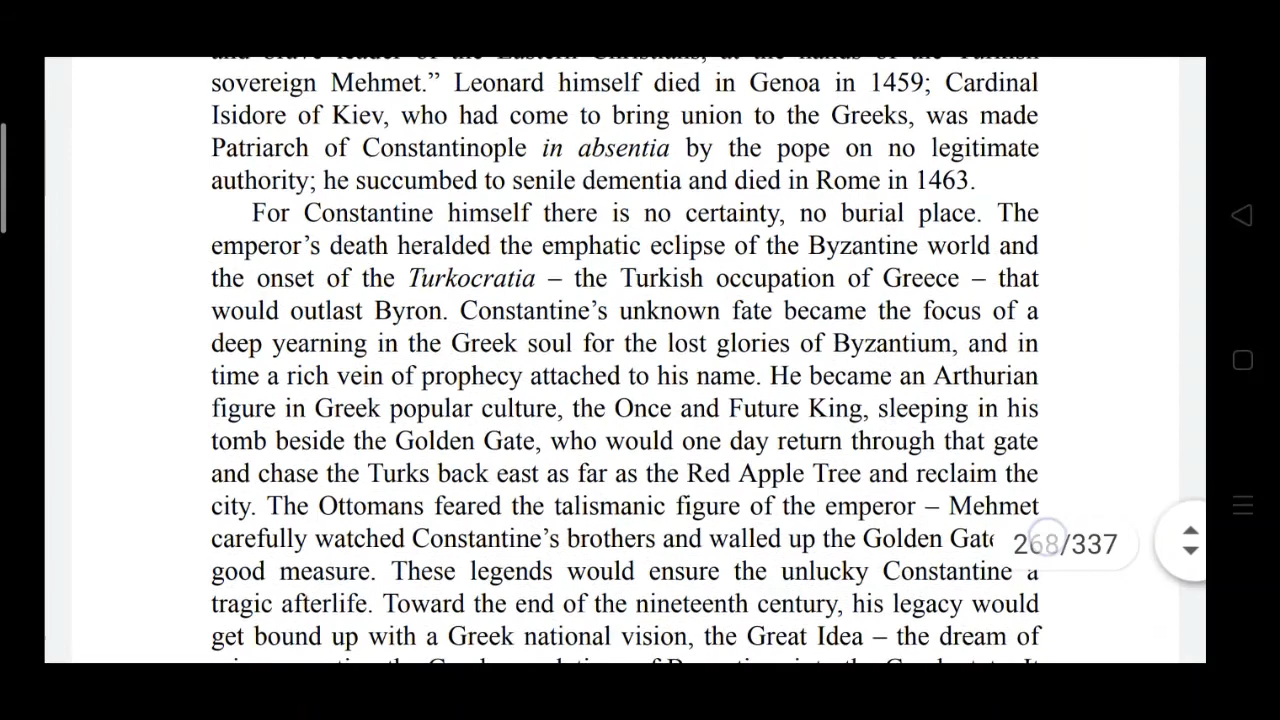 sovereign Mehmet.” Leonard himself died in Genoa in 1459; Cardinal
Isidore of Kiev, who had come to bring union to the Greeks, was made
Patriarch of Constantinople in absentia by the pope on no legitimate
authority; he succumbed to senile dementia and died in Rome in 1463.
For Constantine himself there is no certainty, no burial place. The
emperor’s death heralded the emphatic eclipse of the Byzantine world and
the onset of the Turkocratia – the Turkish occupation of Greece – that
would outlast Byron. Constantine’s unknown fate became the focus of a
deep yearning in the Greek soul for the lost glories of Byzantium, and in
time a rich vein of prophecy attached to his name. He became an Arthurian
figure in Greek popular culture, the Once and Future King, sleeping in his
tomb beside the Golden Gate, who would one day return through that gate
and chase the Turks back east as far as the Red Apple Tree and reclaim the
city. The Ottomans feared the talismanic figure of the emperor – Mehmet
carefully watched Constantine’s brothers and walled up the Golden Gate
268/337
good measure. These legends would ensure the unlucky Constantine a
tragic afterlife. Toward the end of the nineteenth century, his legacy would
get bound up with a Greek national vision, the Great Idea – the dream of